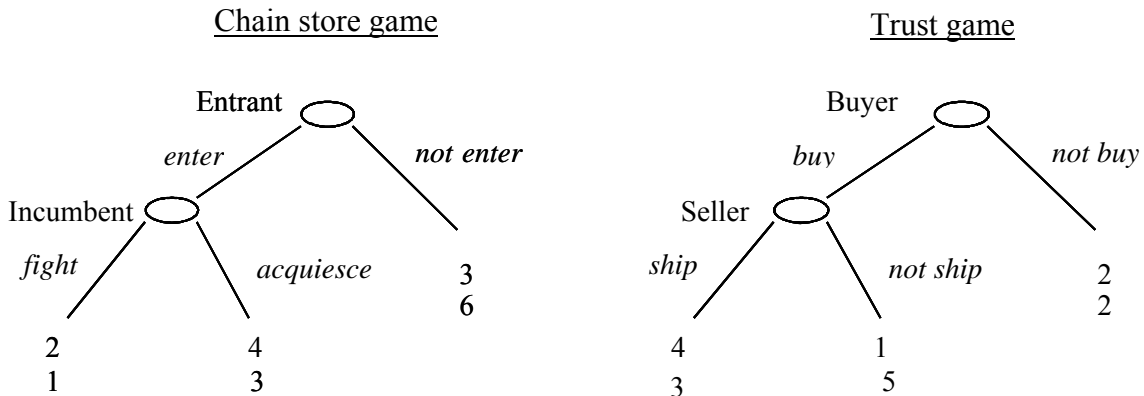 Chain store game
Entrant
enter
not enter
Incumbent
fight
acquiesce
3
6
2
1
4
3
Trust game
Buyer
buy
not buy
Seller
ship
not ship
2
2
4
3
1
5